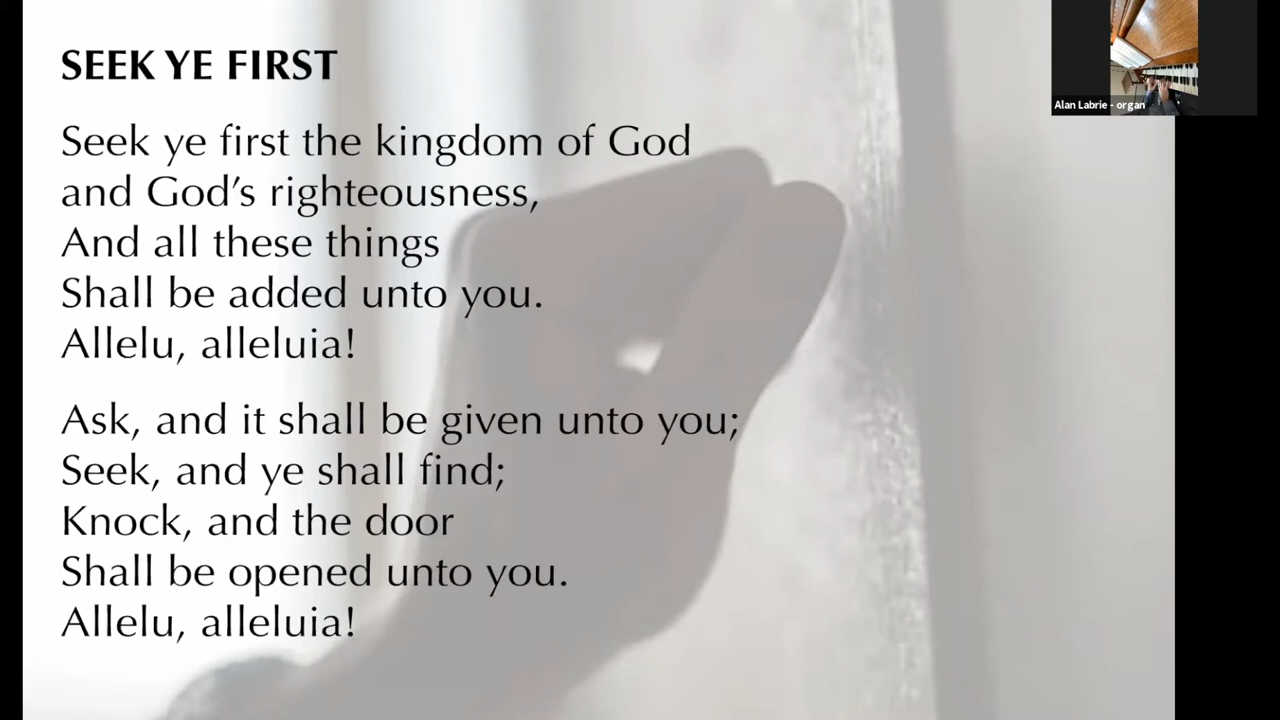 SEEK YE FIRST
Seek ye first the kingdom of God
and God’s righteousness,
And all these things
Shall be added unto you.
Allelu, alleluia!
Ask, and it shall be given unto you;
Seek, and ye shall find;
Knock, and the door
Shall be opened unto you.
Allelu, alleluia!
Alan Labrie - organ